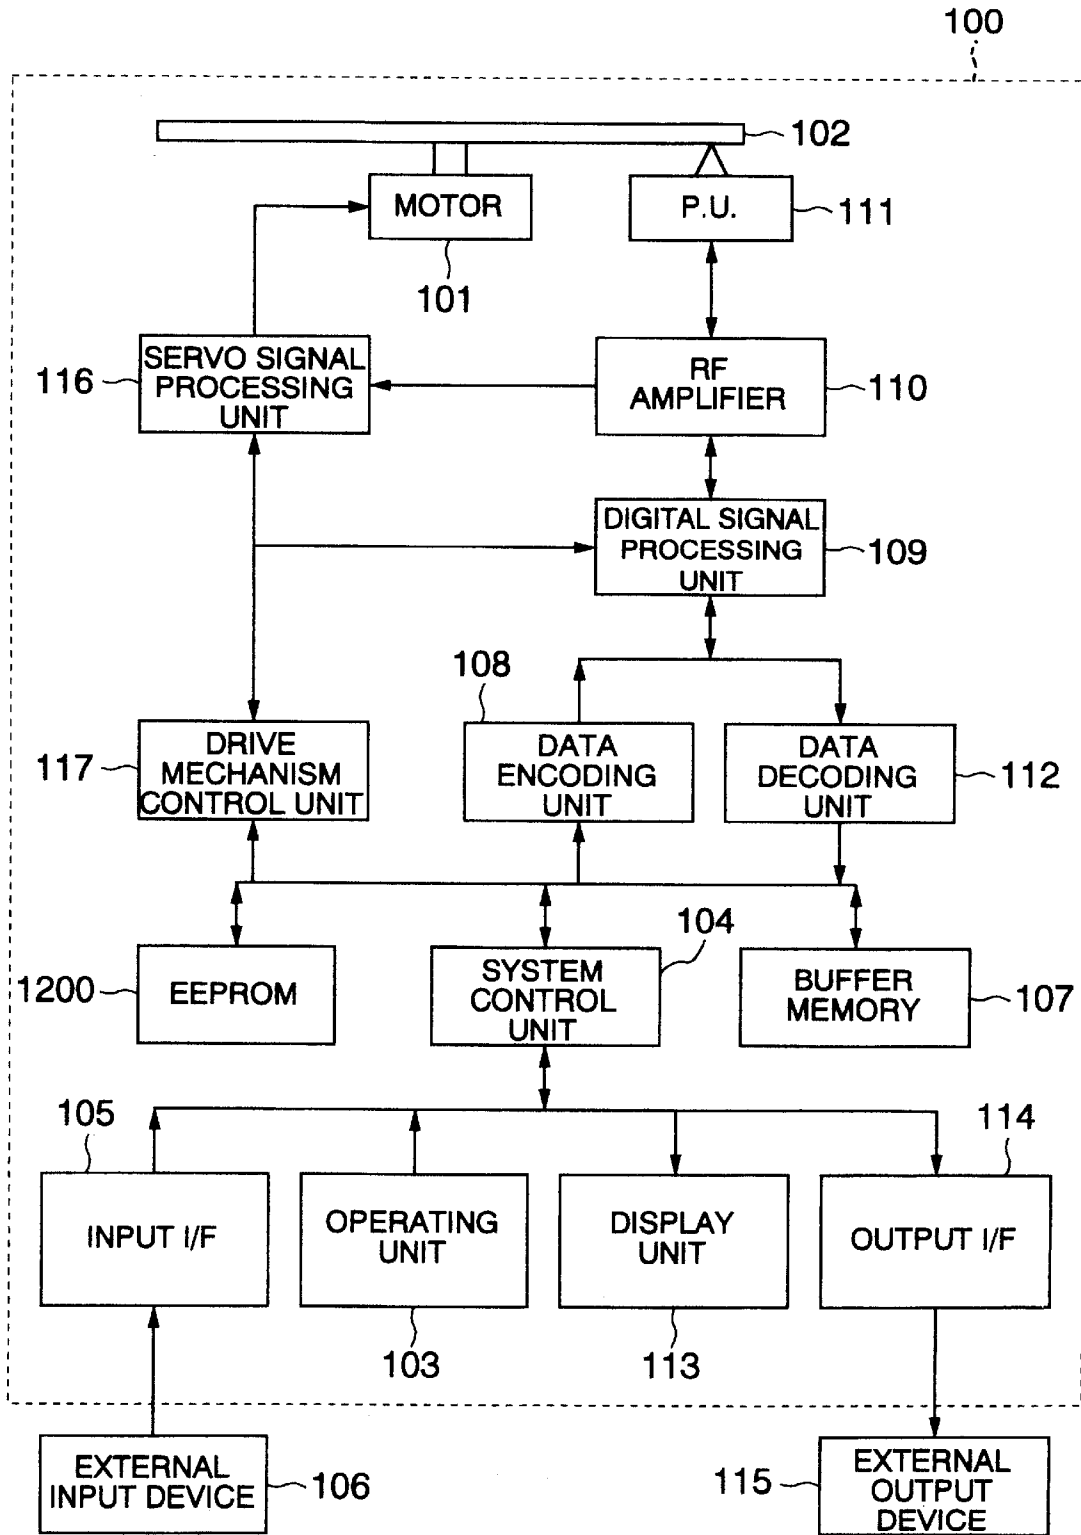 100
102
MOTOR
P.U.
111
101
SERVO SIGNAL
PROCESSING
UNIT
116
RF
AMPLIFIER
110
DIGITAL SIGNAL
PROCESSING
UNIT
109
108
DRIVE
MECHANISM
CONTROL UNIT
117
DATA
ENCODING
UNIT
DATA
DECODING
UNIT
112
104
1200
EEPROM
SYSTEM
CONTROL
UNIT
BUFFER
MEMORY
107
105
114
INPUT I/F
OPERATING
UNIT
DISPLAY
UNIT
OUTPUT I/F
103
113
EXTERNAL
INPUT DEVICE
106
115
EXTERNAL
OUTPUT
DEVICE